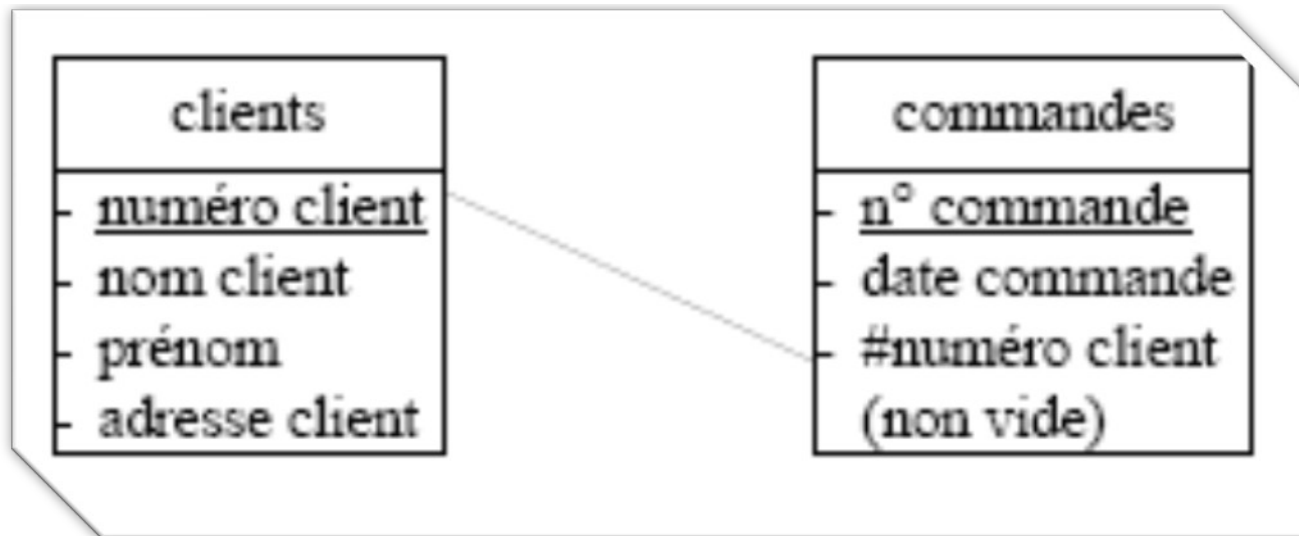 clients
- numéro client
- nom client
- prénom
- adresse client
commandes
- n° commande
- date commande
- #numéro client
(non vide)